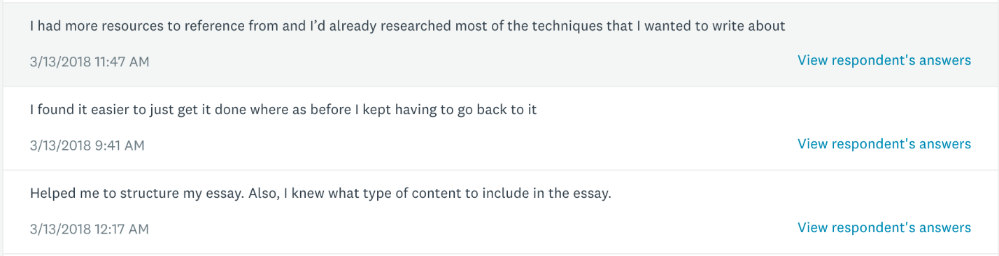 I had more resources to reference from and I’d already researched most of the techniques that I wanted to write about
3/13/2018 11:47 AM
View respondent's answers
I found it easier to just get it done where as before I kept having to go back to it
3/13/2018 9:41 AM
View respondent's answers
Helped me to structure my essay. Also, I knew what type of content to include in the essay.
3/13/2018 12:17 AM
View respondent's answers